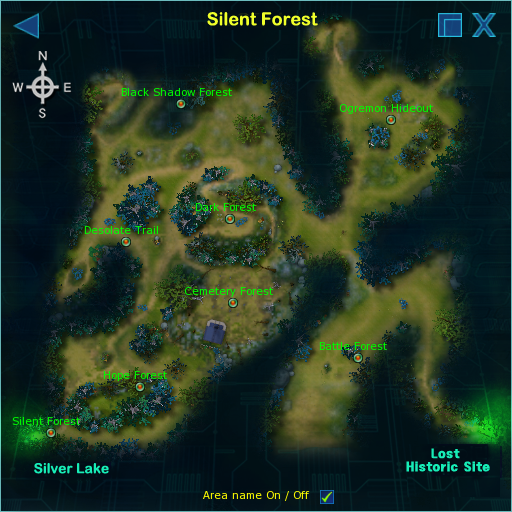 Silent Forest
N
W E
S
Black Shadow Forest
Ogremon Hideout
Dark Forest
Desolate Trail
Cemetery Forest
Battle Forest
Hope Forest
Silent Forest
Silver Lake
Lost
Historic Site
Area name On / Off